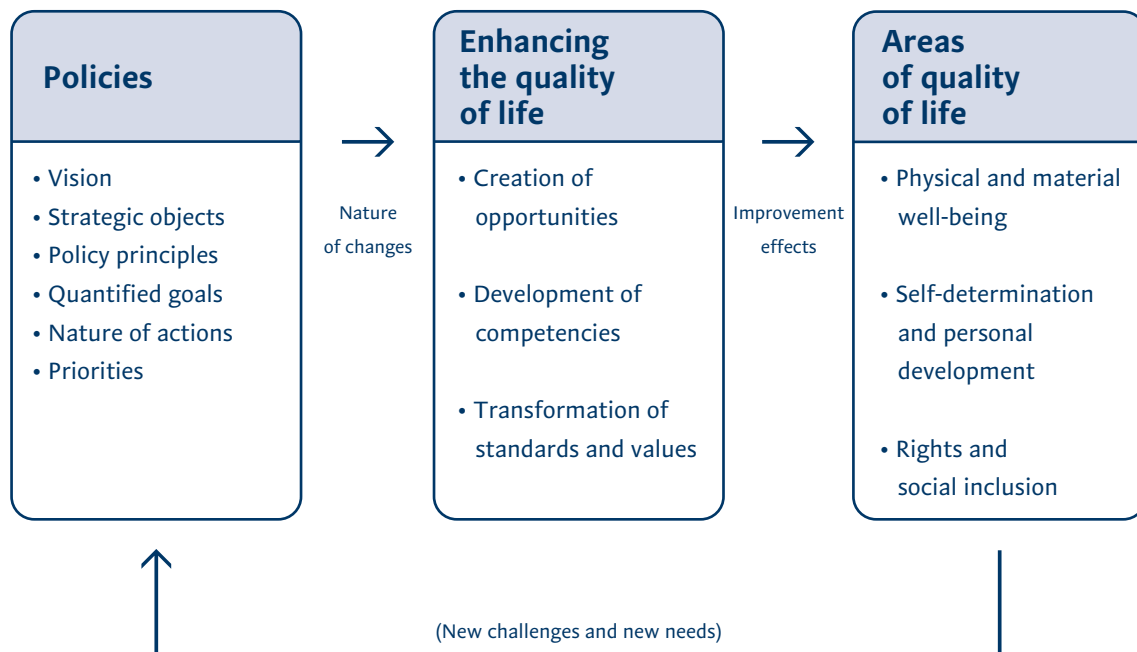 Policies
• Vision
• Strategic objects
• Policy principles
• Quantified goals
• Nature of actions
• Priorities
Nature
of changes
Enhancing
the quality
of life
• Creation of
opportunities
• Development of
competencies
• Transformation of
standards and values
Improvement
effects
Areas
of quality
of life
• Physical and material
well-being
• Self-determination
and personal
development
• Rights and
social inclusion
(New challenges and new needs)